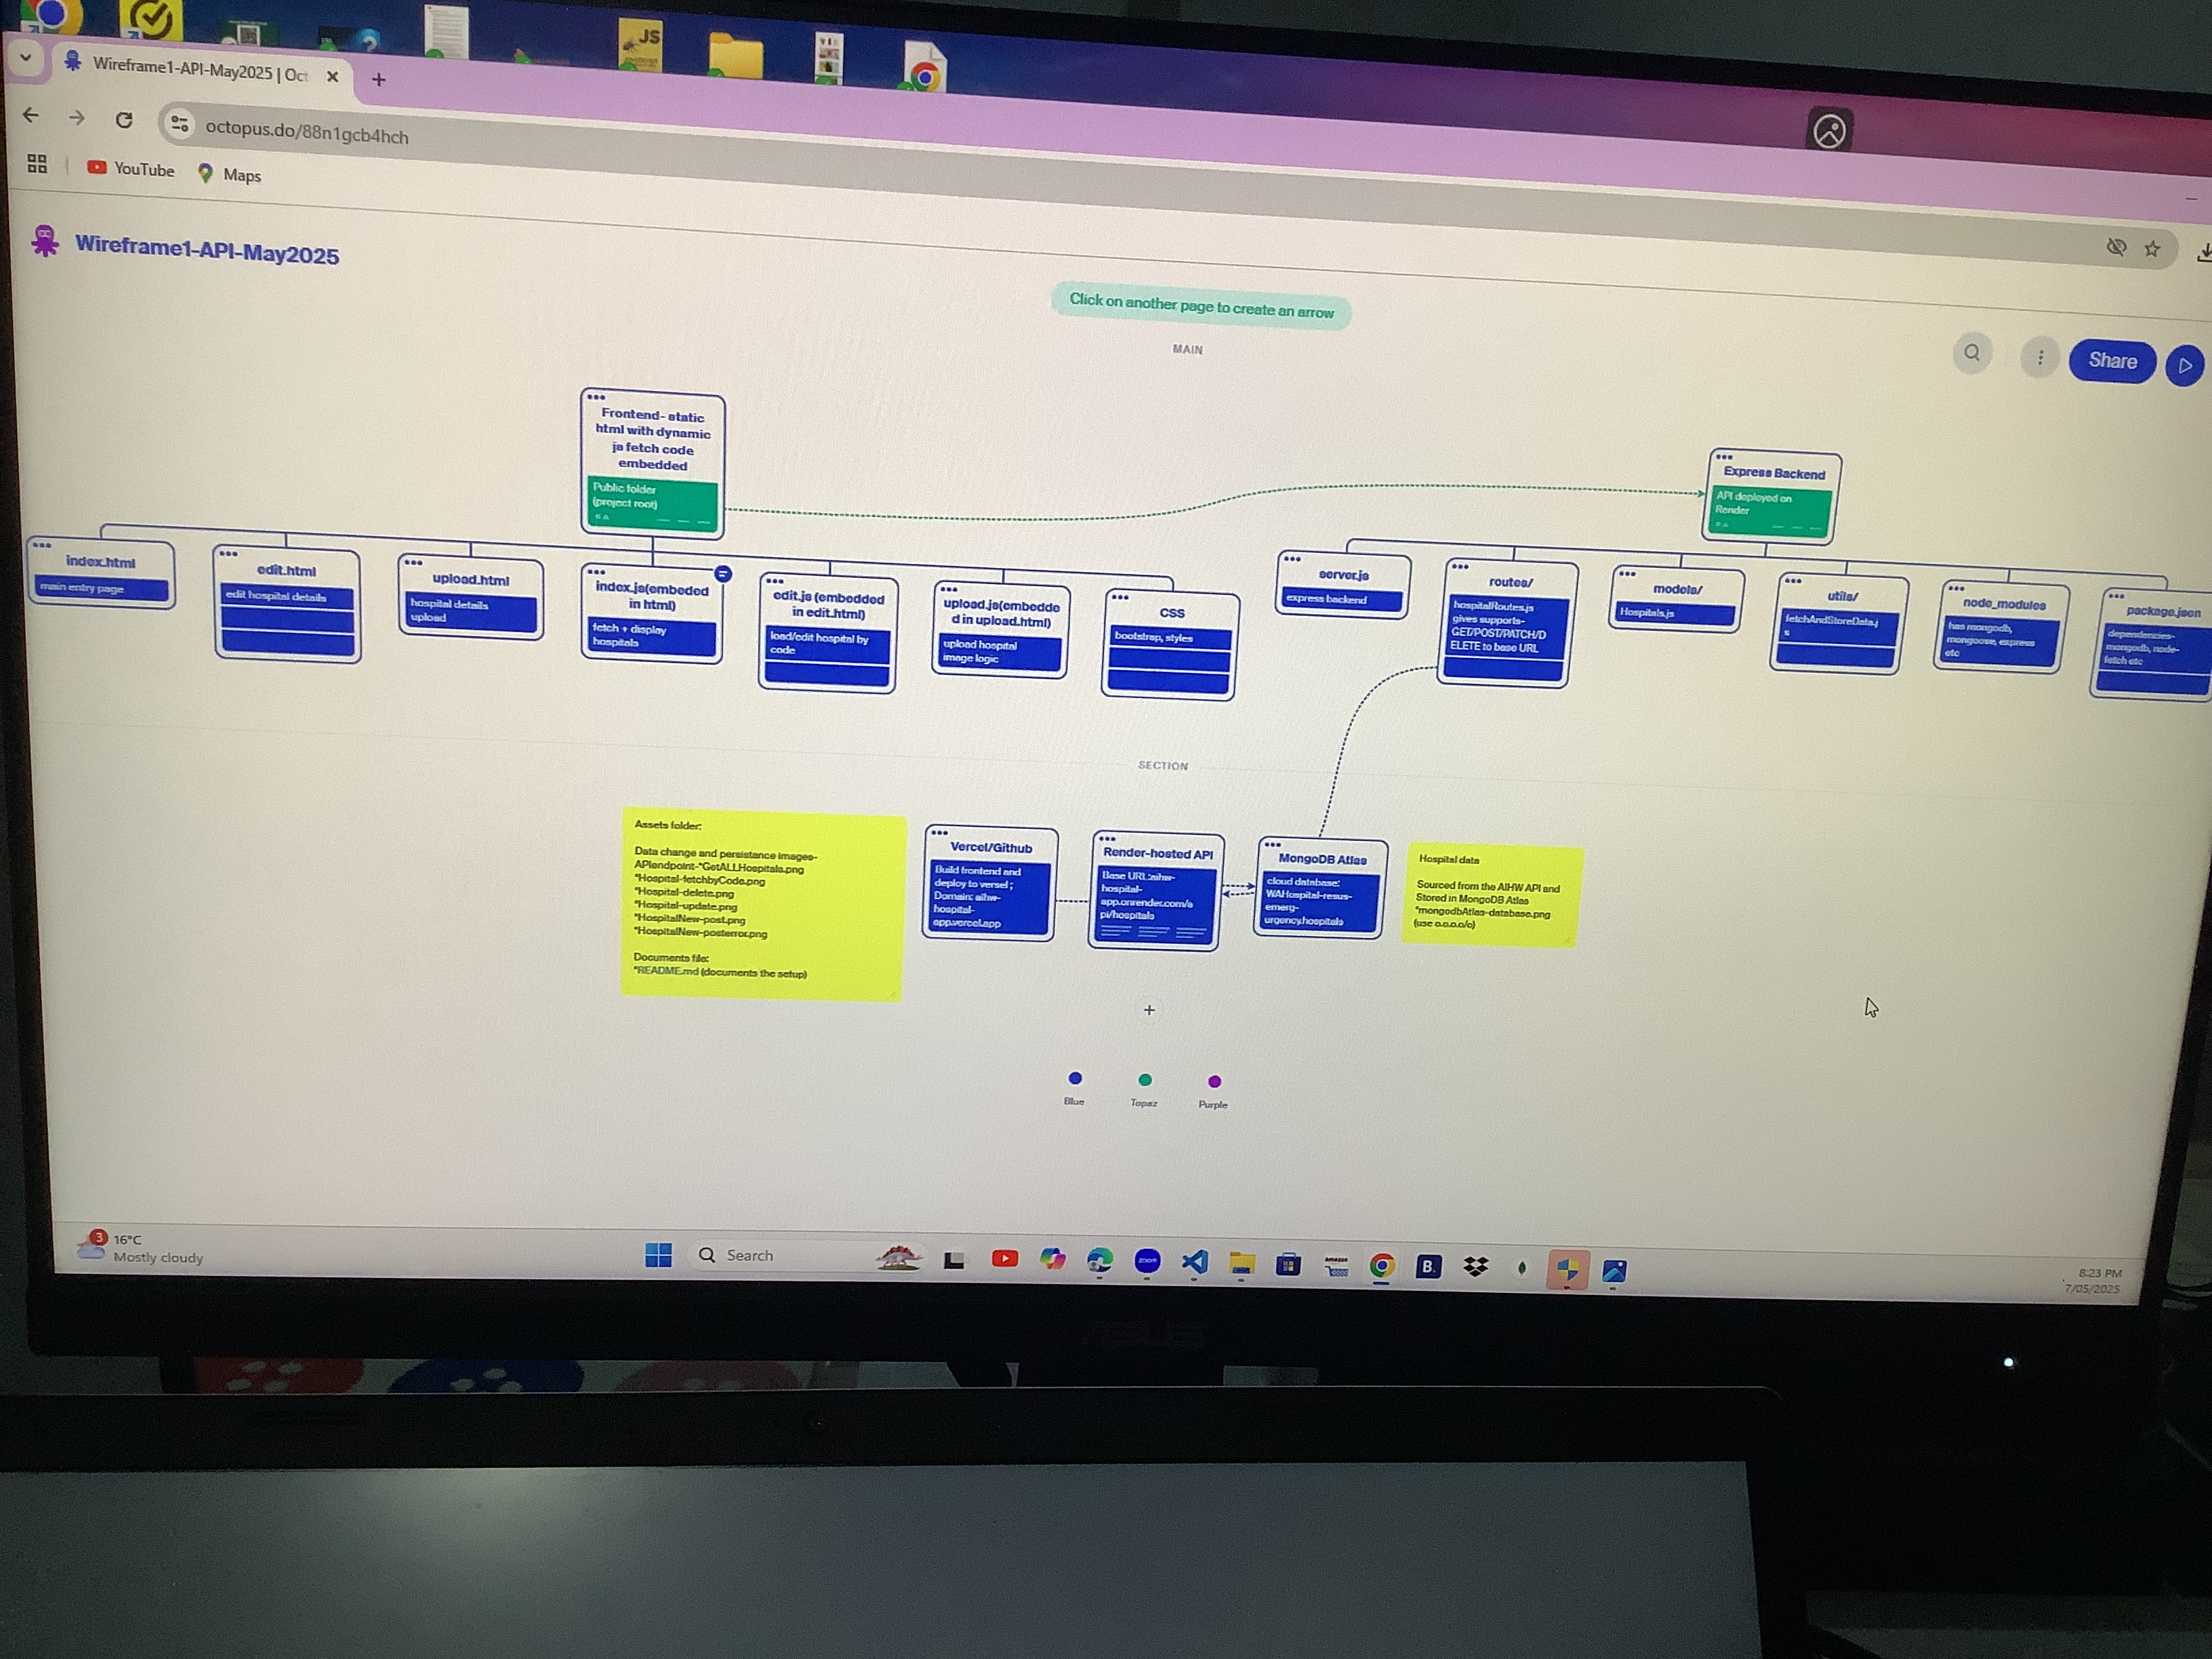 JS
Wireframe1-API-May2025 | Oct
octopus.do/88n1gcb4hch
YouTube
Maps
Wireframe1-API-May2025
Click on another page to create an arrow
MAIN
Share
Frontend- static
html with dynamic
js fetch code
embedded
Public folder
(project root)
Express Backend
API deployed on
Render
index.html
main entry page
edit.html
edit hospital details
upload.html
hospital details
upload
index.js(embeded
in html)
fetch + display
hospitals
edit.js (embedded
in edit.html)
load/edit hospital by
code
upload.js(embedde
d in upload.html)
upload hospital
image logic
CSS
bootstrap, styles
server.js
express backend
routes/
hospitalRoutes.js
gives supports-
GET/POST/PATCH/D
ELETE to base URL
models/
Hospitals.js
utils/
fetchAndStoreData.j
s
node_modules
has mongodb,
mongoose, express
etc
package.json
dependencies-
mongodb, node-
fetch etc
SECTION
Assets folder:
Data change and persistance images-
APIendpoint-*GetALLHospitals.png
*Hospital-fetchbyCode.png
*Hospital-delete.png
*Hospital-update.png
*HospitalNew-post.png
*HospitalNew-posterror.png
Documents file:
*README.md (documents the setup)
Vercel/Github
Build frontend and
deploy to versel ;
Domain: aihw-
hospital-
app.vercel.app
Render-hosted API
Base URL:aihw-
hospital-
app.onrender.com/a
pi/hospitals
MongoDB Atlas
cloud database:
WAHospital-resus-
emerg-
urgency.hospitals
Hospital data
Sourced from the AIHW API and
Stored in MongoDB Atlas
*mongodbAtlas-database.png
(use o.o.o.o/o)
Blue
Topaz
Purple
3
16°C
Mostly cloudy
Search
zoom
B.
8:23 PM
7/05/2025
ASUS